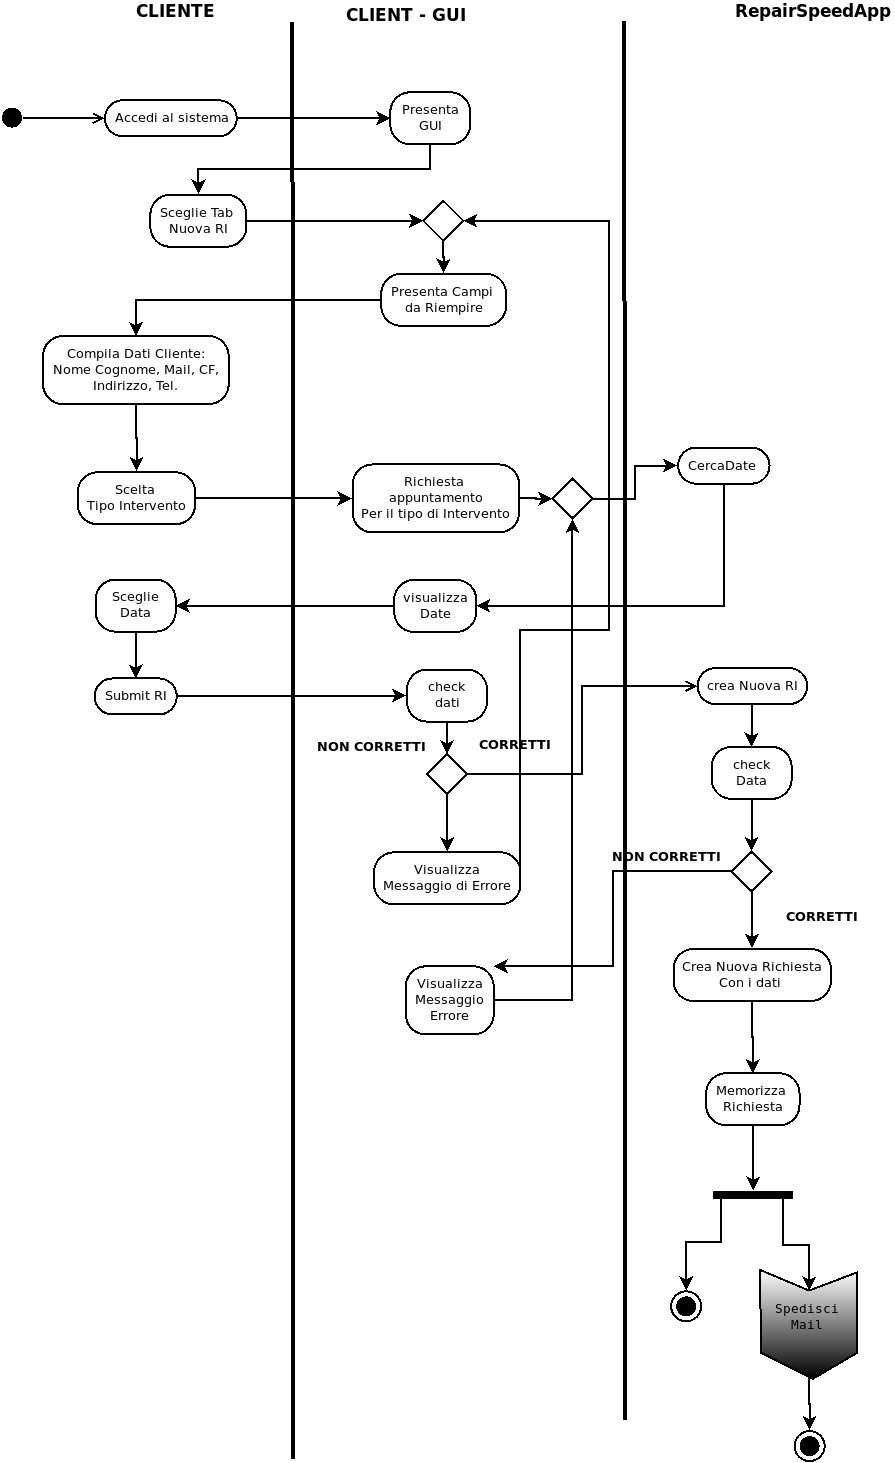 CLIENTE
CLIENT - GUI
RepairSpeedApp
Accedi al sistema
Presenta
GUI
Sceglie Tab
Nuova RI
Presenta Campi
da Riempire
Compila Dati Cliente:
Nome Cognome, Mail, CF,
Indirizzo, Tel.
Scelta
Tipo Intervento
Richiesta
appuntamento
Per il tipo di Intervento
CercaDate
visualizza
Date
Sceglie
Data
Submit RI
check
dati
crea Nuova RI
NON CORRETTI
CORRETTI
check
Data
Visualizza
Messaggio di Errore
NON CORRETTI
CORRETTI
Crea Nuova Richiesta
Con i dati
Visualizza
Messaggio
Errore
Memorizza
Richiesta
Spedisci
Mail